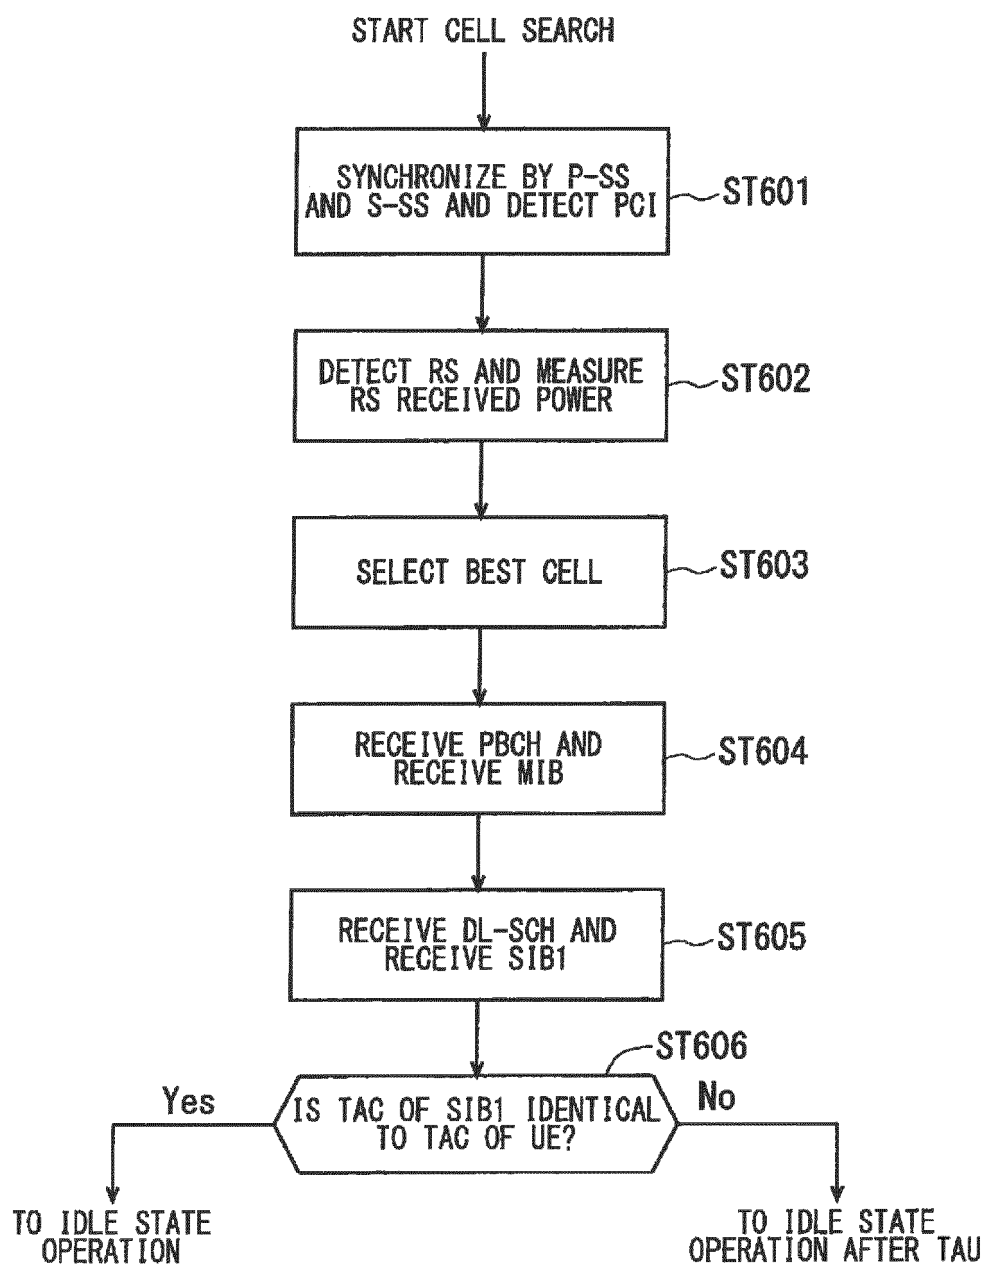 START CELL SEARCH
SYNCHRONIZE BY P-SS
AND S-SS AND DETECT PCI
ST601
DETECT RS AND MEASURE
RS RECEIVED POWER
ST602
SELECT BEST CELL
ST603
RECEIVE PBCH AND
RECEIVE MIB
ST604
RECEIVE DL-SCH AND
RECEIVE SIB1
ST605
ST606
Yes
IS TAC OF SIB1 IDENTICAL
TO TAC OF UE?
No
TO IDLE STATE
OPERATION
TO IDLE STATE
OPERATION AFTER TAU